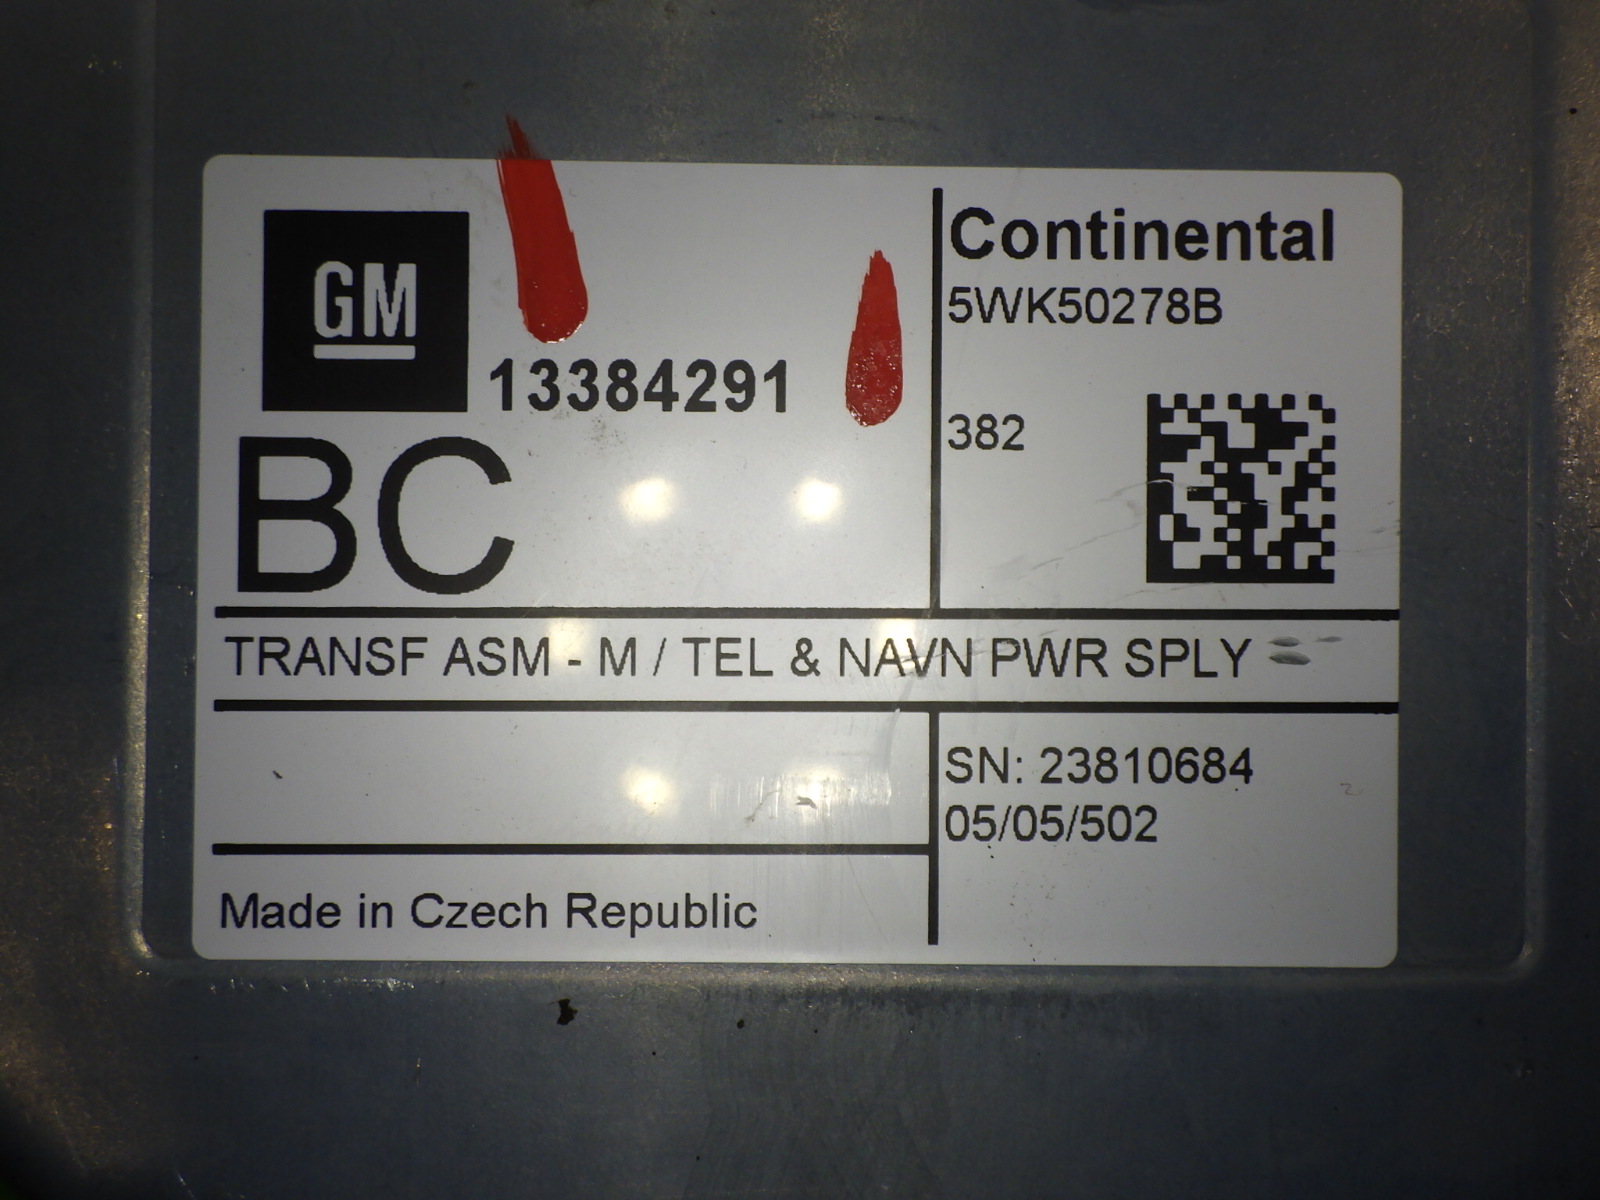 GM
13384291
BC
Continental
5WK50278B
382
TRANSF ASM - M / TEL & NAVN PWR SPLY
SN: 23810684
05/05/502
Made in Czech Republic